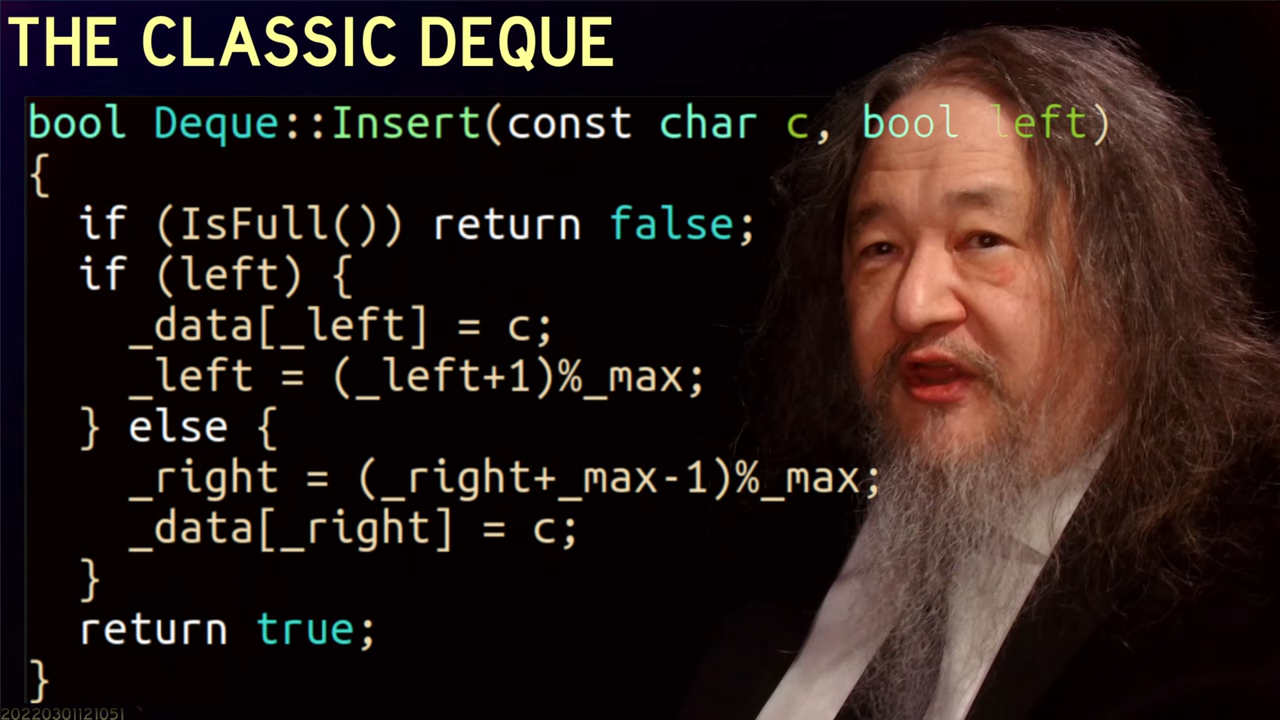 THE CLASSIC DEQUE
bool Deque::Insert(const char c, bool left)
{
  if (IsFull()) return false;
  if (left) {
    _data[_left] = c;
    _left = (_left+1)%_max;
  } else {
    _right = (_right+_max-1)%_max;
    _data[_right] = c;
  }
  return true;
}
20220301121051